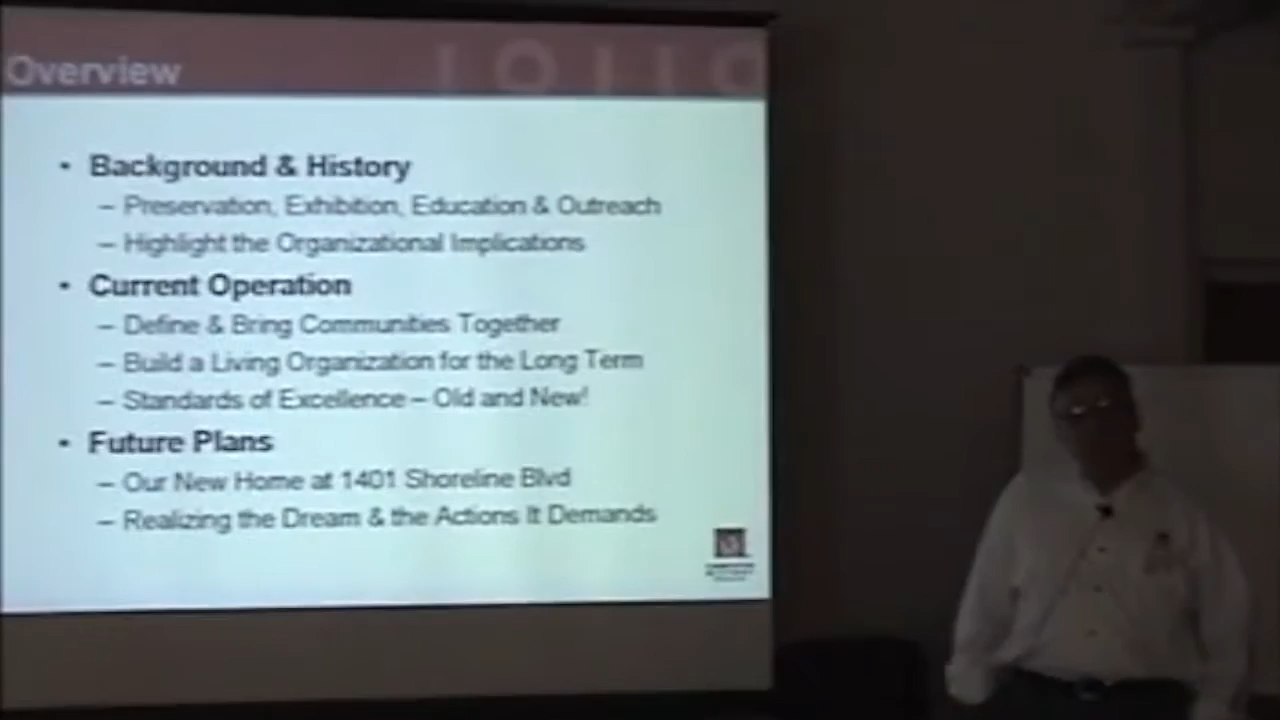 Overview
10110
• Background & History
– Preservation, Exhibition, Education & Outreach
– Highlight the Organizational Implications
• Current Operation
– Define & Bring Communities Together
– Build a Living Organization for the Long Term
– Standards of Excellence – Old and New!
• Future Plans
– Our New Home at 1401 Shoreline Blvd
– Realizing the Dream & the Actions It Demands